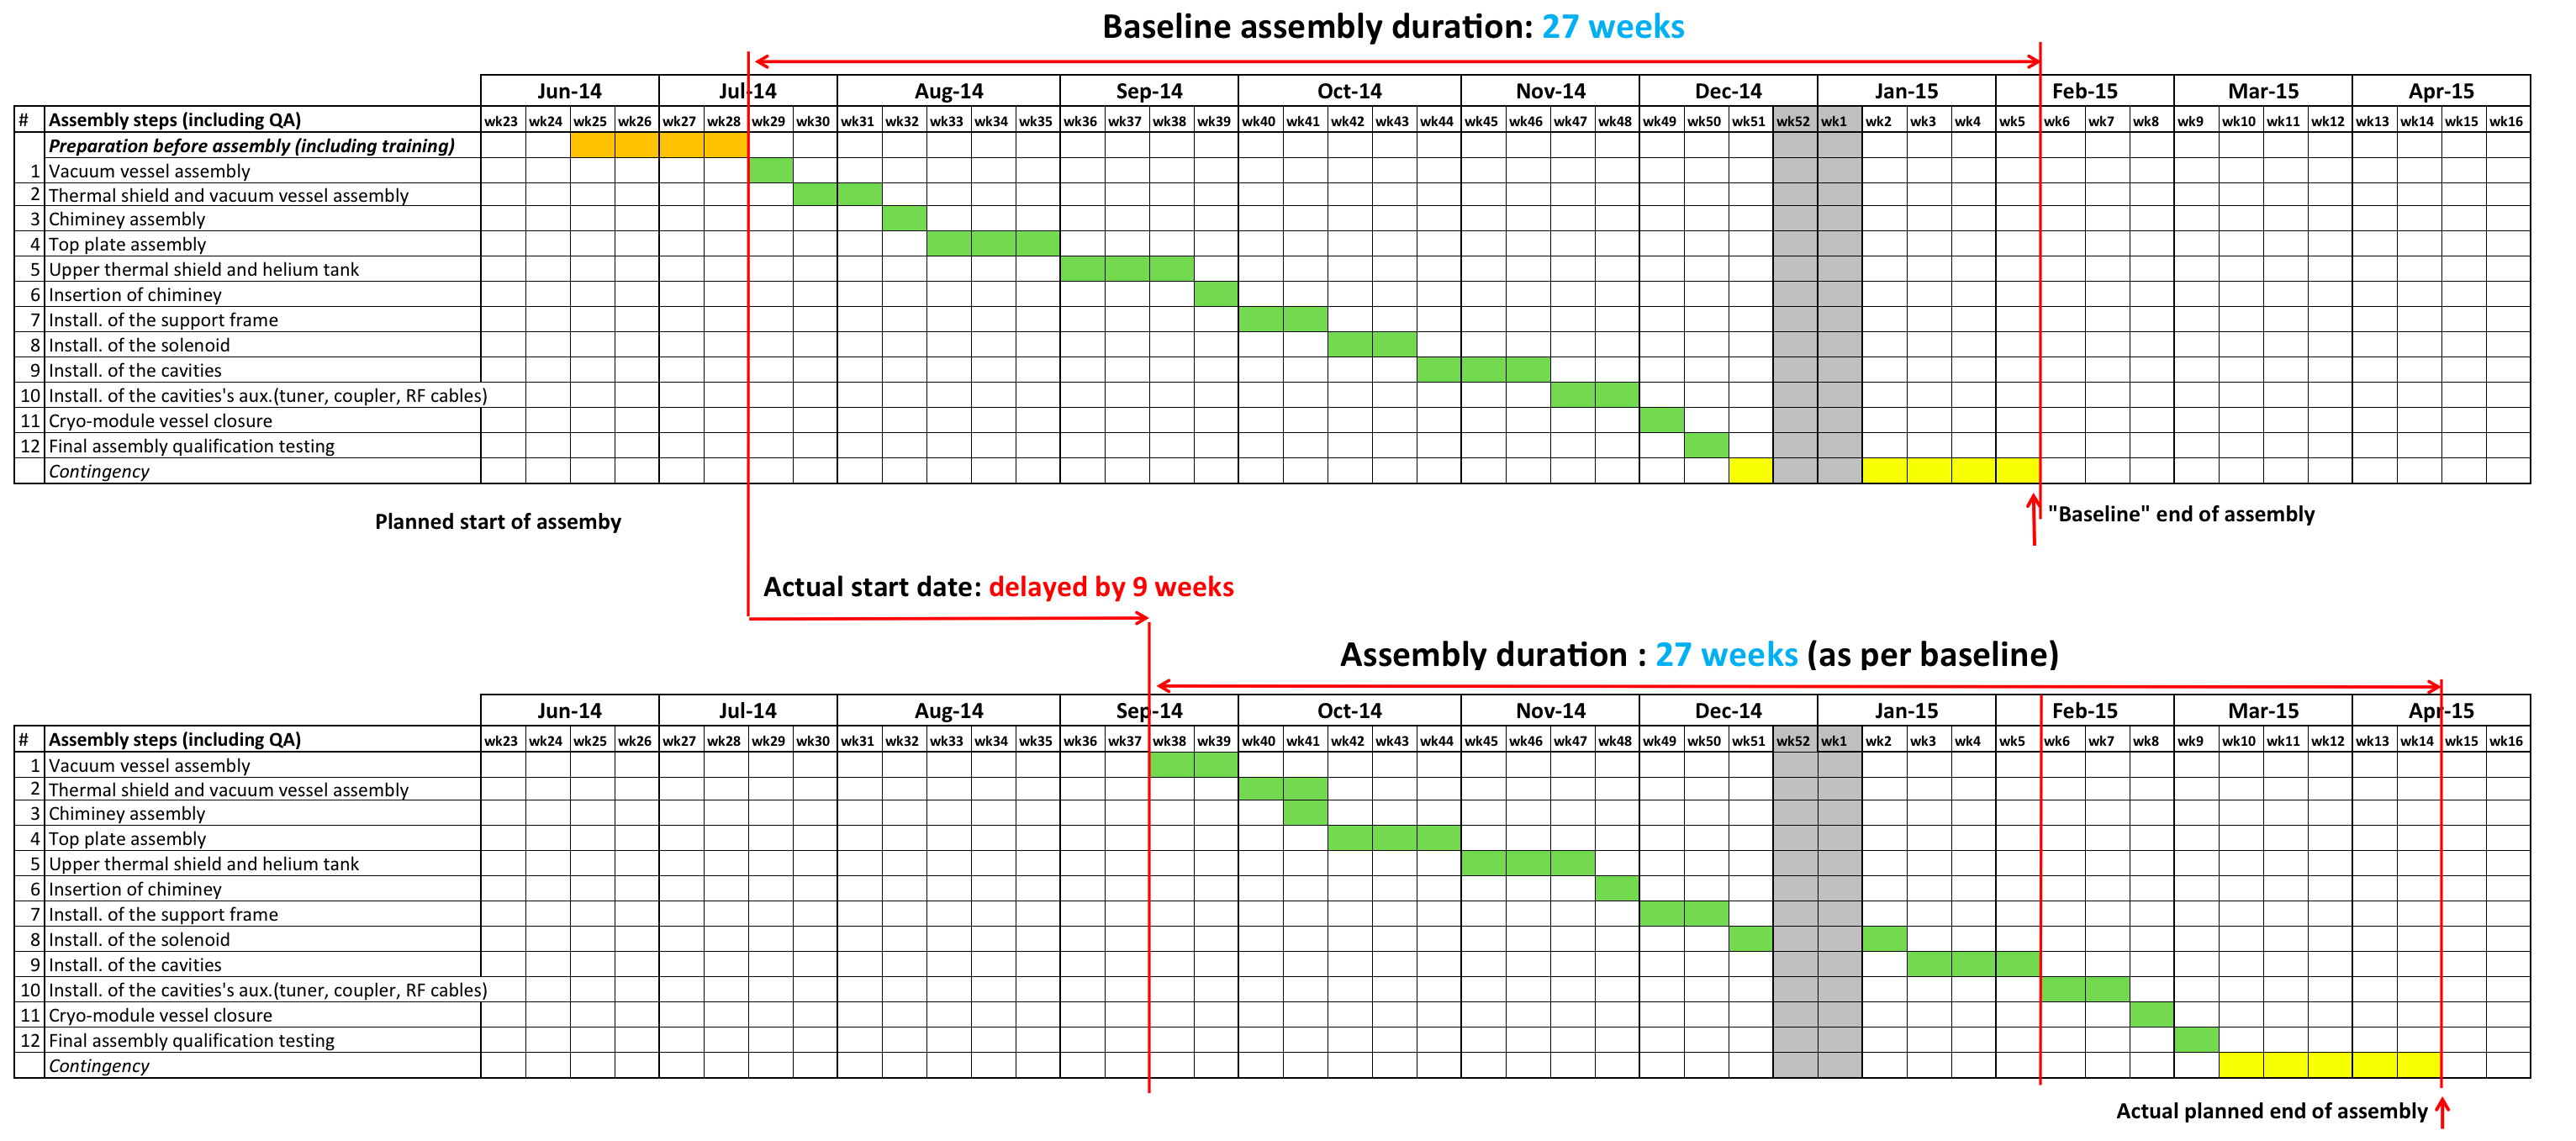 Baseline assembly duration: 27 weeks
Jun-14 Jul-14 Aug-14 Sep-14 Oct-14 Nov-14 Dec-14 Jan-15 Feb-15 Mar-15 Apr-15
# Assembly steps (including QA) wk23 wk24 wk25 wk26 wk27 wk28 wk29 wk30 wk31 wk32 wk33 wk34 wk35 wk36 wk37 wk38 wk39 wk40 wk41 wk42 wk43 wk44 wk45 wk46 wk47 wk48 wk49 wk50 wk51 wk52 wk1 wk2 wk3 wk4 wk5 wk6 wk7 wk8 wk9 wk10 wk11 wk12 wk13 wk14 wk15 wk16
Preparation before assembly (including training)
1 Vacuum vessel assembly
2 Thermal shield and vacuum vessel assembly
3 Chiminey assembly
4 Top plate assembly
5 Upper thermal shield and helium tank
6 Insertion of chiminey
7 Install. of the support frame
8 Install. of the solenoid
9 Install. of the cavities
10 Install. of the cavities's aux.(tuner, coupler, RF cables)
11 Cryo-module vessel closure
12 Final assembly qualification testing
Contingency
Planned start of assemby
"Baseline" end of assembly
Actual start date: delayed by 9 weeks
Assembly duration : 27 weeks (as per baseline)
Jun-14 Jul-14 Aug-14 Sep-14 Oct-14 Nov-14 Dec-14 Jan-15 Feb-15 Mar-15 Apr-15
# Assembly steps (including QA) wk23 wk24 wk25 wk26 wk27 wk28 wk29 wk30 wk31 wk32 wk33 wk34 wk35 wk36 wk37 wk38 wk39 wk40 wk41 wk42 wk43 wk44 wk45 wk46 wk47 wk48 wk49 wk50 wk51 wk52 wk1 wk2 wk3 wk4 wk5 wk6 wk7 wk8 wk9 wk10 wk11 wk12 wk13 wk14 wk15 wk16
1 Vacuum vessel assembly
2 Thermal shield and vacuum vessel assembly
3 Chiminey assembly
4 Top plate assembly
5 Upper thermal shield and helium tank
6 Insertion of chiminey
7 Install. of the support frame
8 Install. of the solenoid
9 Install. of the cavities
10 Install. of the cavities's aux.(tuner, coupler, RF cables)
11 Cryo-module vessel closure
12 Final assembly qualification testing
Contingency
Actual planned end of assembly